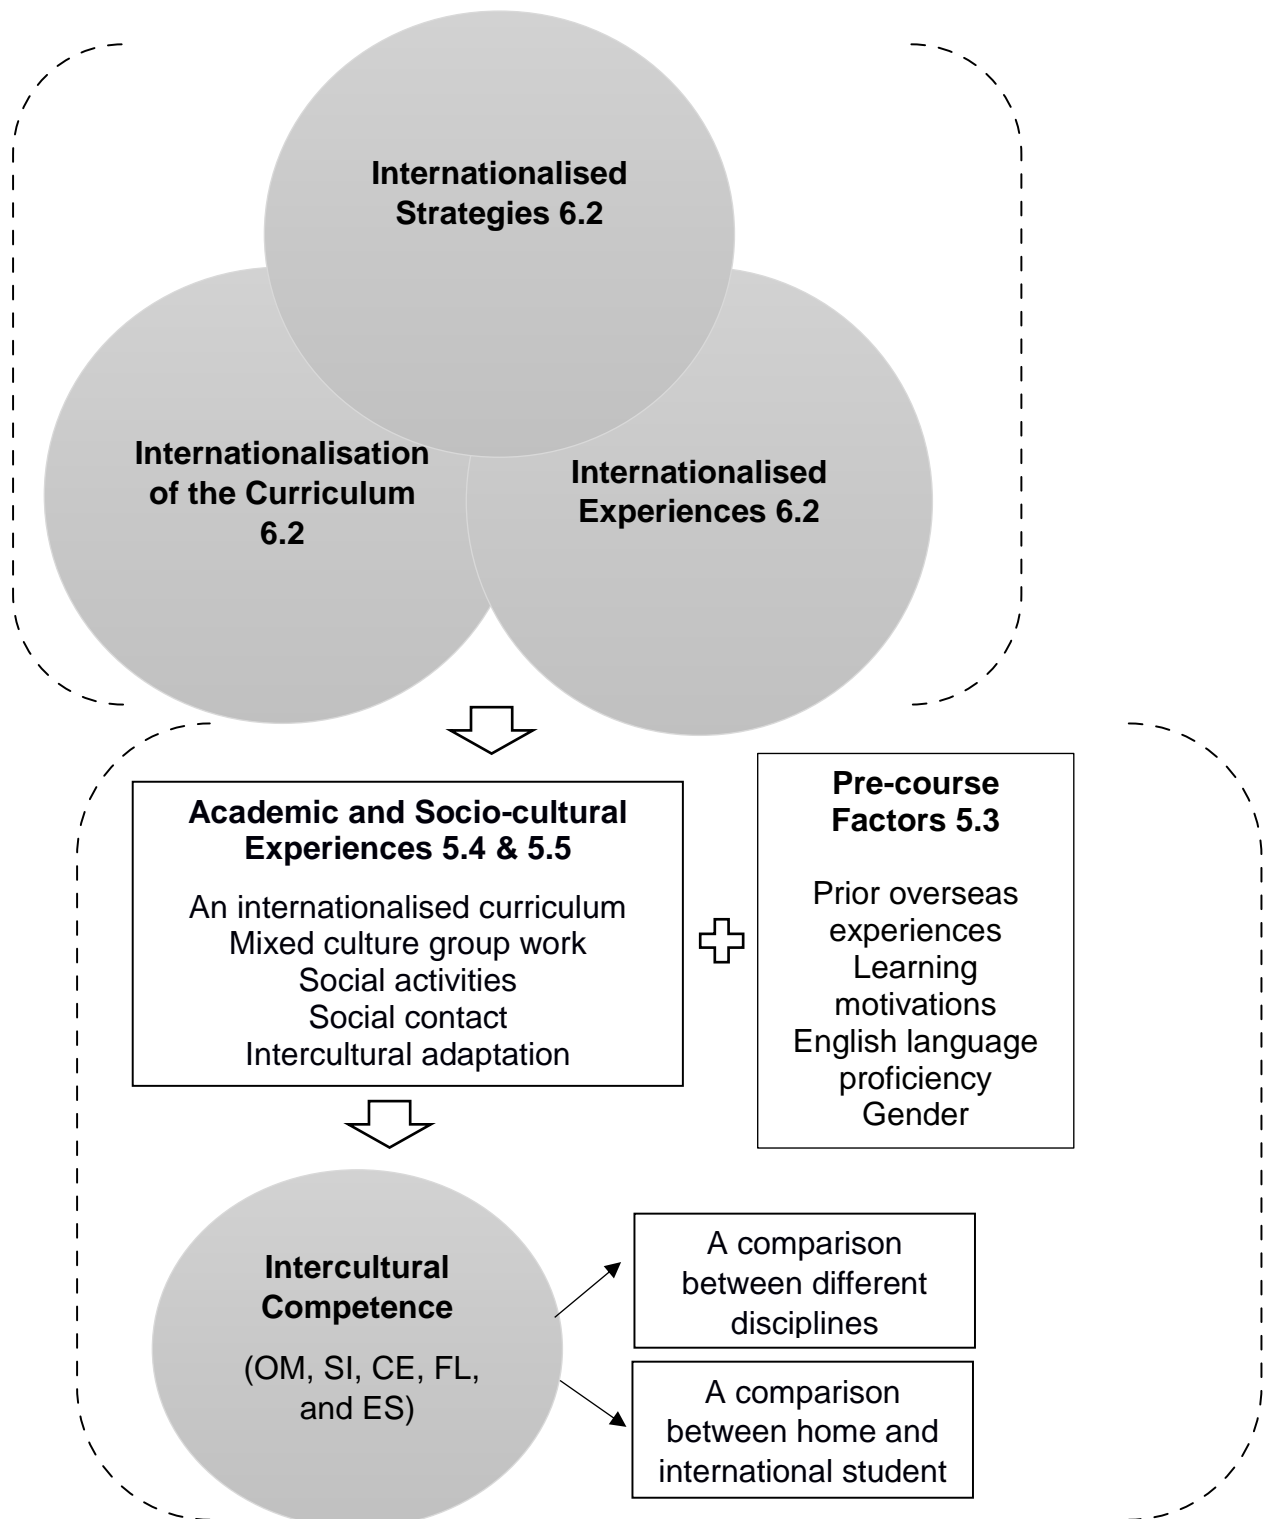 Internationalised
Strategies 6.2
Internationalisation
of the Curriculum
6.2
Internationalised
Experiences 6.2
Academic and Socio-cultural
Experiences 5.4 & 5.5
An internationalised curriculum
Mixed culture group work
Social activities
Social contact
Intercultural adaptation
Pre-course
Factors 5.3
Prior overseas
experiences
Learning
motivations
English language
proficiency
Gender
Intercultural
Competence
(OM, SI, CE, FL,
and ES)
A comparison
between different
disciplines
A comparison
between home and
international student